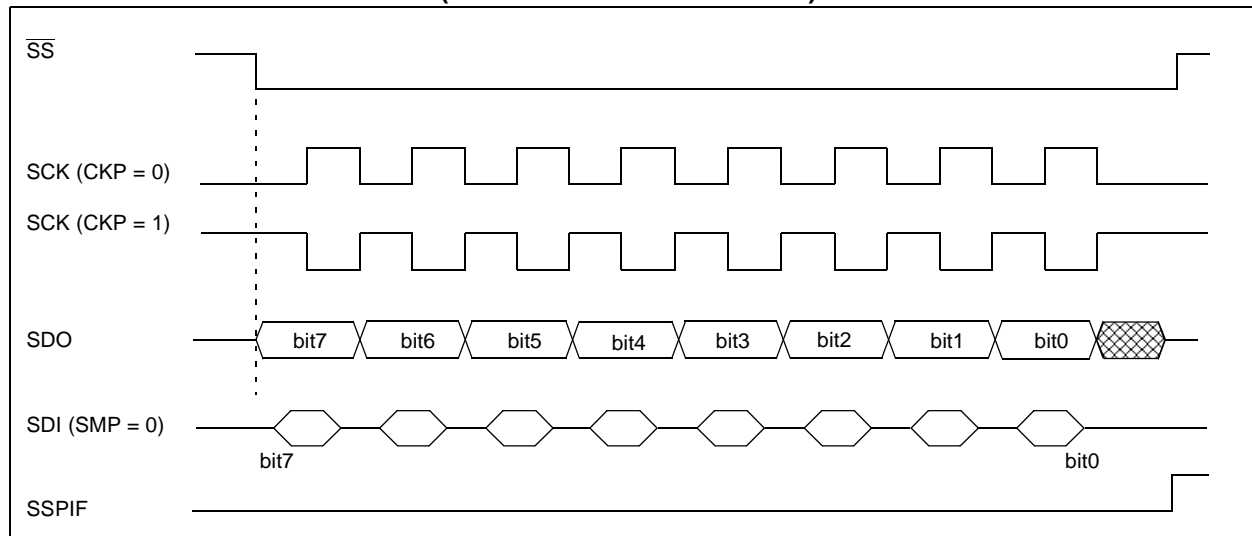 SS
SCK (CKP = 0)
SCK (CKP = 1)
SDO bit7 bit6 bit5 bit4 bit3 bit2 bit1 bit0
SDI (SMP = 0)
bit7 bit0
SSPIF